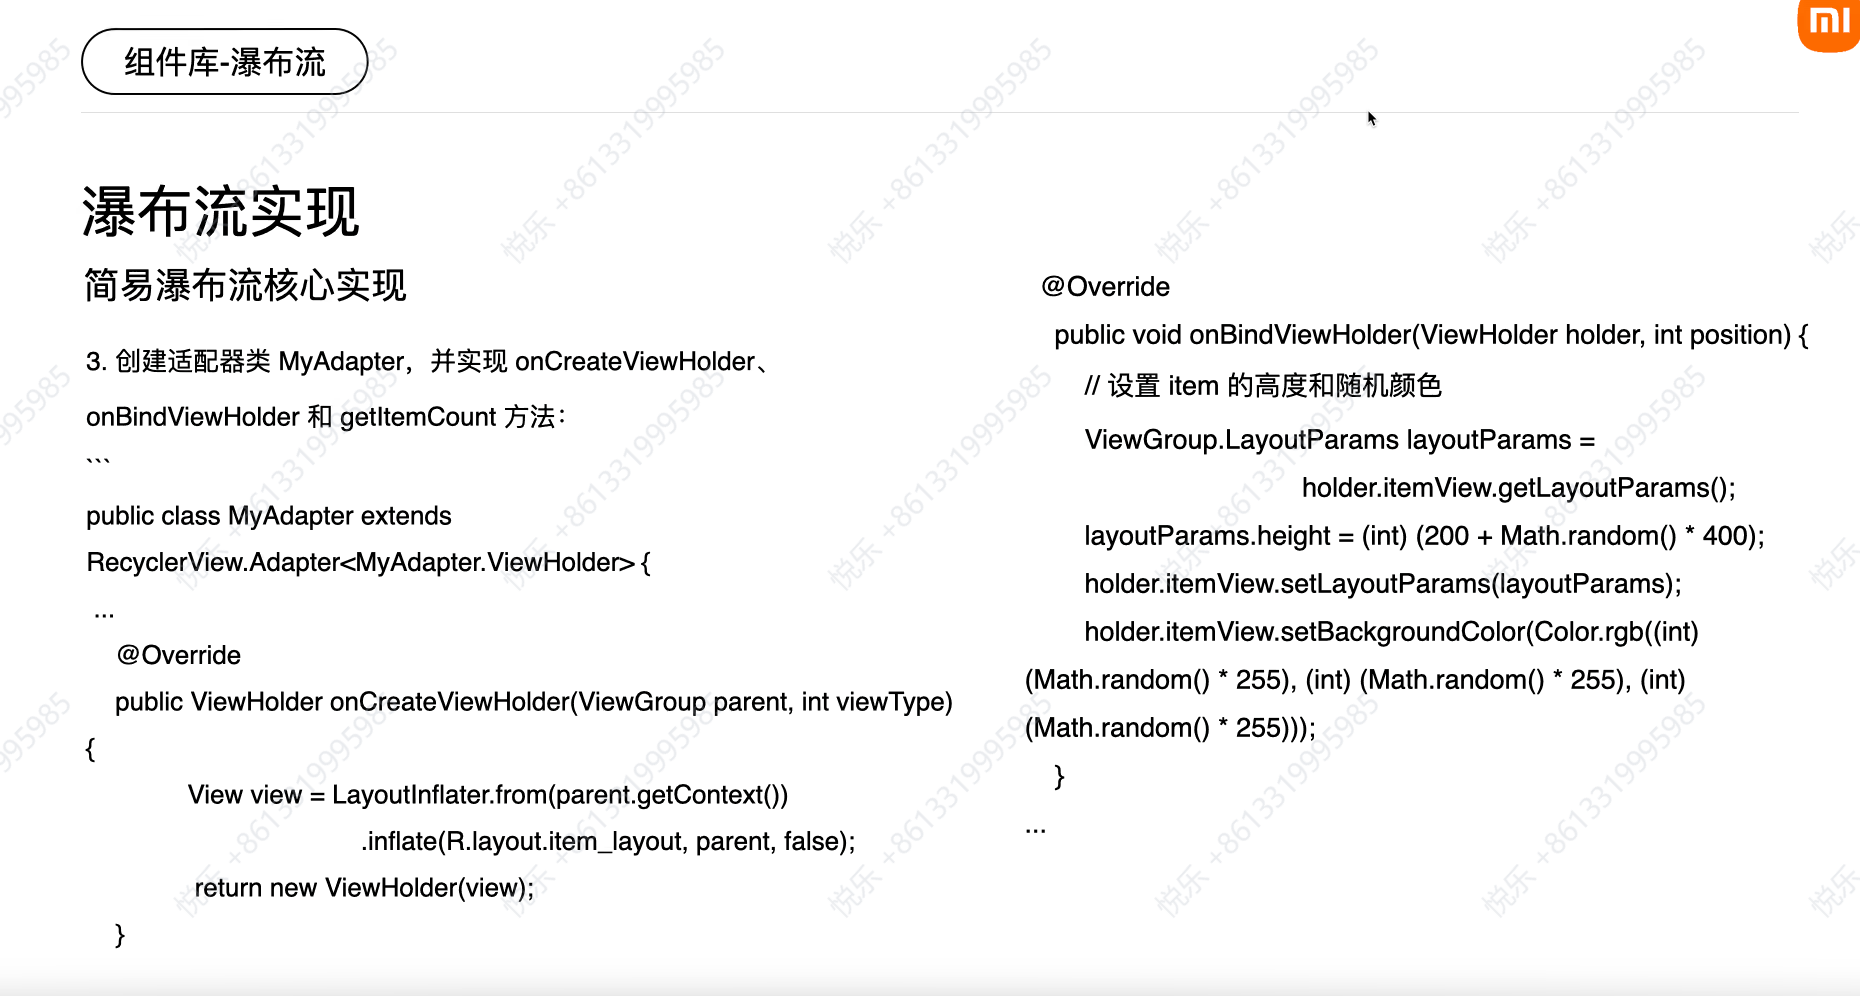 组件库-瀑布流
mi
瀑布流实现
简易瀑布流核心实现
3. 创建适配器类 MyAdapter，并实现 onCreateViewHolder、
onBindViewHolder 和 getItemCount 方法：
```
public class MyAdapter extends
RecyclerView.Adapter<MyAdapter.ViewHolder> {
...
@Override
public ViewHolder onCreateViewHolder(ViewGroup parent, int viewType)
{
View view = LayoutInflater.from(parent.getContext())
.inflate(R.layout.item_layout, parent, false);
return new ViewHolder(view);
}
@Override
public void onBindViewHolder(ViewHolder holder, int position) {
// 设置 item 的高度和随机颜色
ViewGroup.LayoutParams layoutParams =
holder.itemView.getLayoutParams();
layoutParams.height = (int) (200 + Math.random() * 400);
holder.itemView.setLayoutParams(layoutParams);
holder.itemView.setBackgroundColor(Color.rgb((int)
(Math.random() * 255), (int) (Math.random() * 255), (int)
(Math.random() * 255)));
}
...
悦乐 +8613319995985